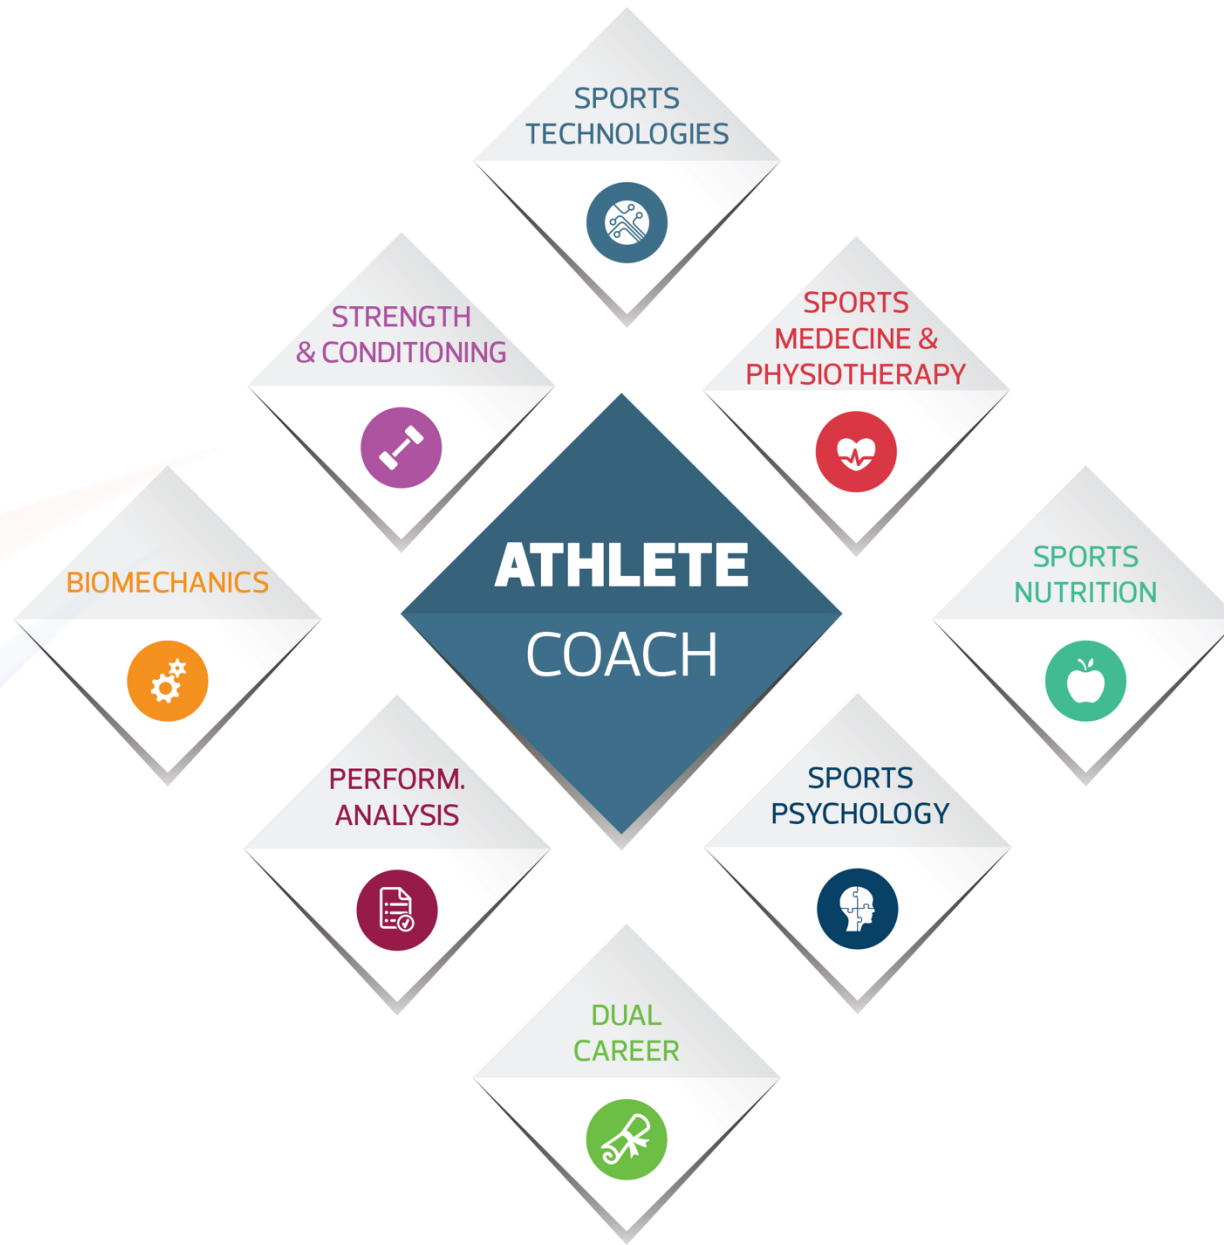 SPORTS
TECHNOLOGIES
STRENGTH
& CONDITIONING
SPORTS
MEDECINE &
PHYSIOTHERAPY
BIOMECHANICS
ATHLETE
COACH
SPORTS
NUTRITION
PERFORM.
ANALYSIS
SPORTS
PSYCHOLOGY
DUAL
CAREER